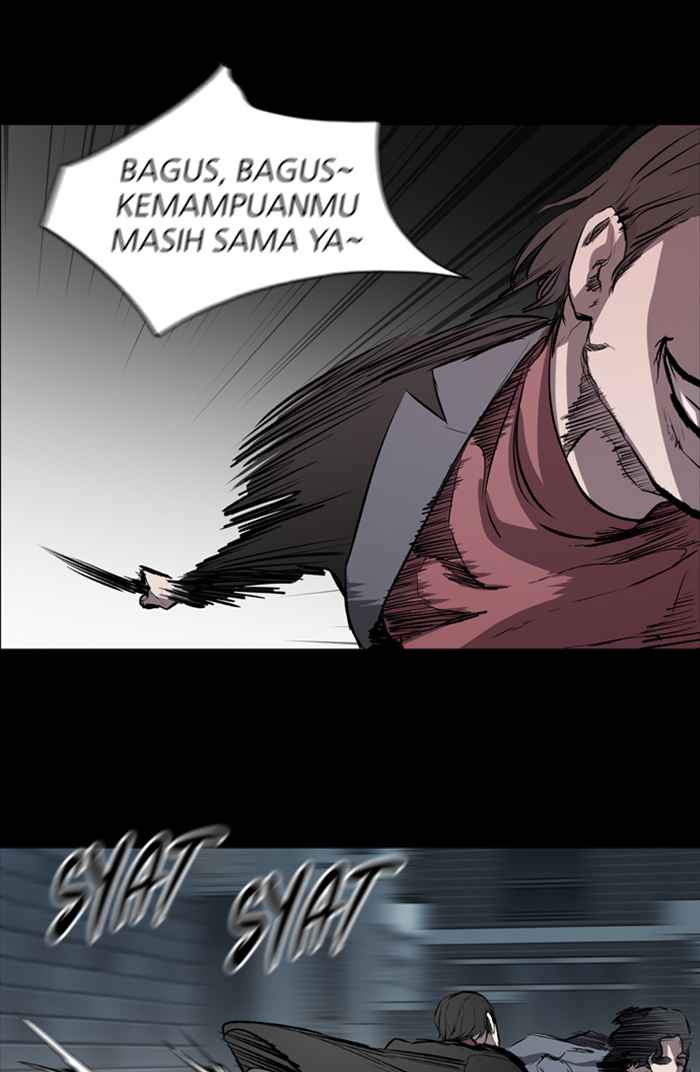 BAGUS, BAGUS~
KEMAMPUANMU
MASIH SAMA YA~
SYAT
SYAT